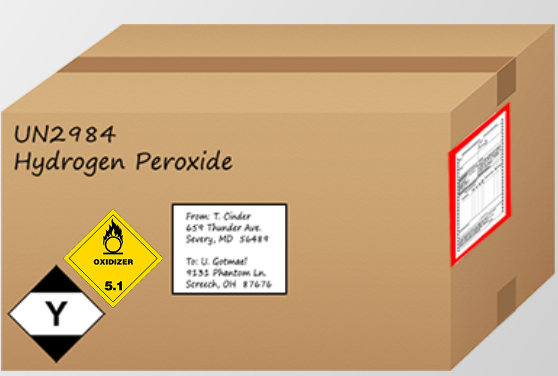 UN2984
Hydrogen Peroxide
OXIDIZER
5.1
Y
From: T. Cinder
659 Thunder Ave.
Severy, MD 56489
To: U. Gotmael
9131 Phantom Ln.
Screech, OH 87676